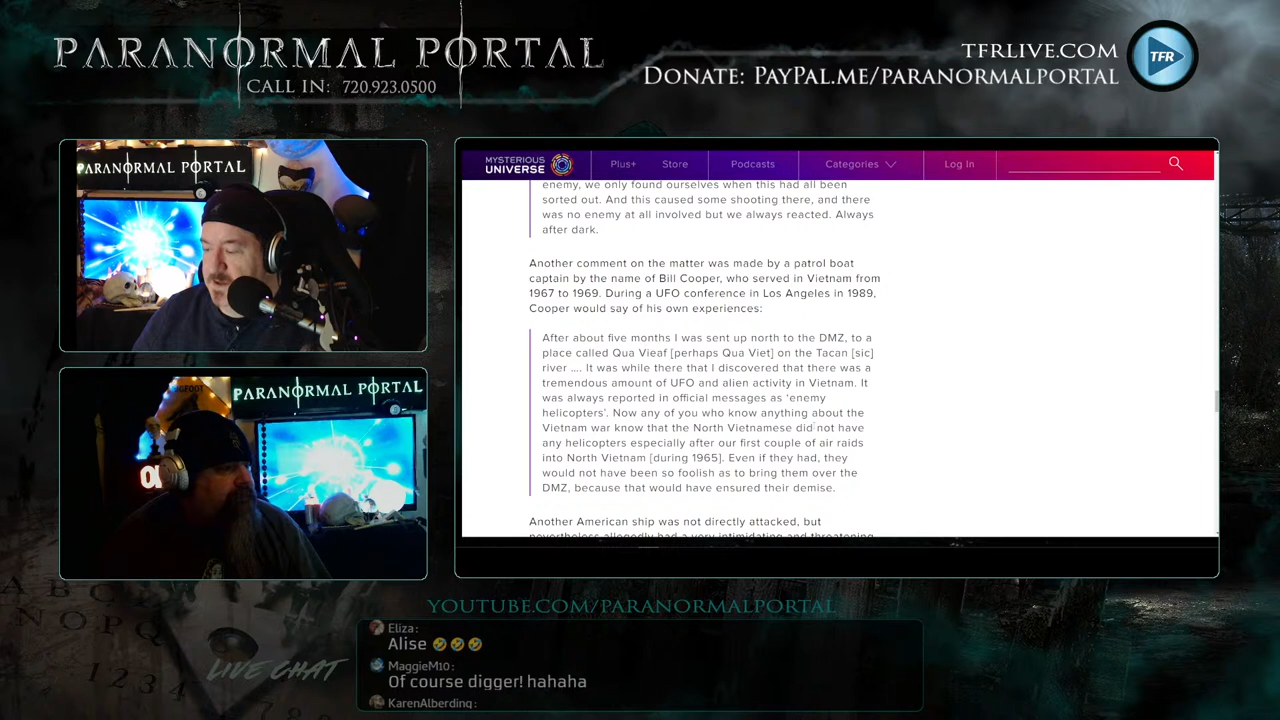 PARANORMAL PORTAL
CALL IN: 720.923.0500
TFRLIVE.COM
DONATE: PAYPAL.ME/PARANORMALPORTAL
TFR
PARANORMAL PORTAL
PARANORMAL PORTAL
MYSTERIOUS
UNIVERSE
Plus+
Store
Podcasts
Categories
Log In
enemy, we only found ourselves when this had all been
sorted out. And this caused some shooting there, and there
was no enemy at all involved but we always reacted. Always
after dark.
Another comment on the matter was made by a patrol boat
captain by the name of Bill Cooper, who served in Vietnam from
1967 to 1969. During a UFO conference in Los Angeles in 1989,
Cooper would say of his own experiences:
After about five months I was sent up north to the DMZ, to a
place called Qua Vieaf [perhaps Qua Viet] on the Tacan [sic]
river .... It was while there that I discovered that there was a
tremendous amount of UFO and alien activity in Vietnam. It
was always reported in official messages as ‘enemy
helicopters’. Now any of you who know anything about the
Vietnam war know that the North Vietnamese did not have
any helicopters especially after our first couple of air raids
into North Vietnam [during 1965]. Even if they had, they
would not have been so foolish as to bring them over the
DMZ, because that would have ensured their demise.
Another American ship was not directly attacked, but
nevertheless allegedly had a very intimidating and threatening
YOUTUBE.COM/PARANORMALPORTAL
LIVE CHAT
Eliza:
Alise 🤣🤣🤣
MaggieM10:
Of course digger! hahaha
KarenAlberding: